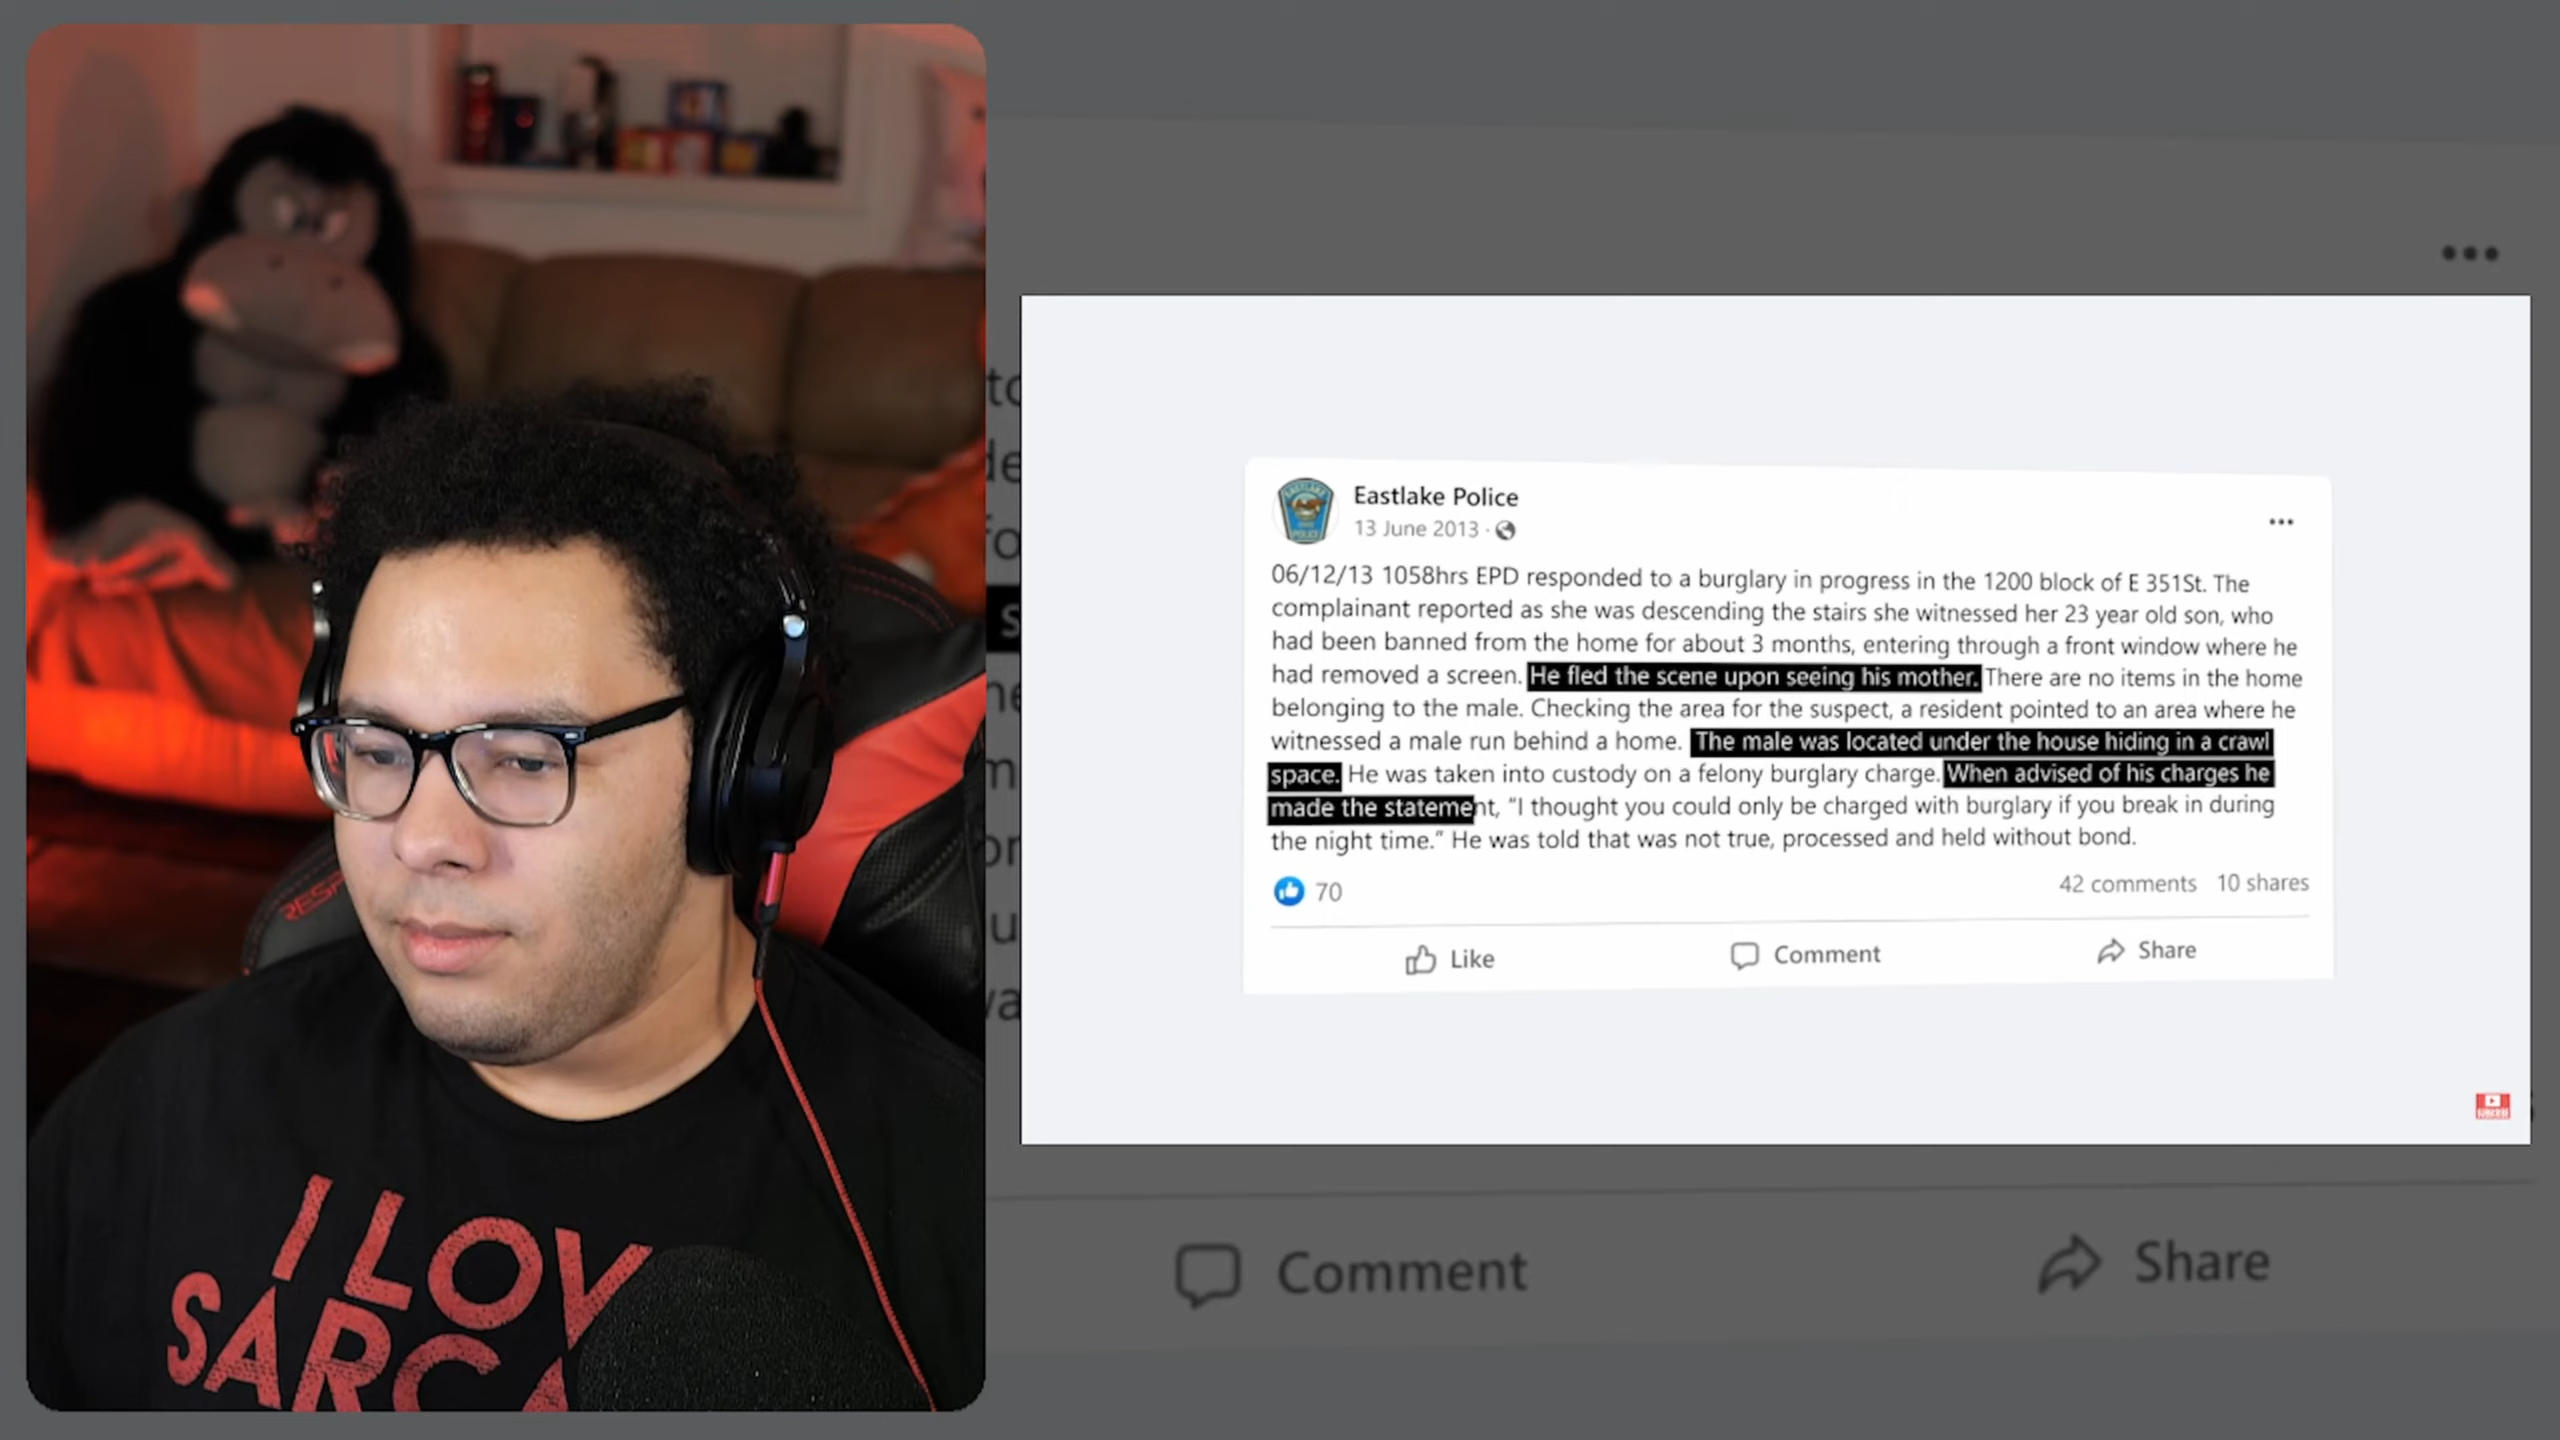 RESP
I LOV
SARCA
Eastlake Police
13 June 2013 ·
06/12/13 1058hrs EPD responded to a burglary in progress in the 1200 block of E 351St. The
complainant reported as she was descending the stairs she witnessed her 23 year old son, who
had been banned from the home for about 3 months, entering through a front window where he
had removed a screen. He fled the scene upon seeing his mother. There are no items in the home
belonging to the male. Checking the area for the suspect, a resident pointed to an area where he
witnessed a male run behind a home. The male was located under the house hiding in a crawl
space. He was taken into custody on a felony burglary charge. When advised of his charges he
made the statement, “I thought you could only be charged with burglary if you break in during
the night time.” He was told that was not true, processed and held without bond.
70
42 comments 10 shares
Like Comment Share
SUBSCRIBE
Comment Share